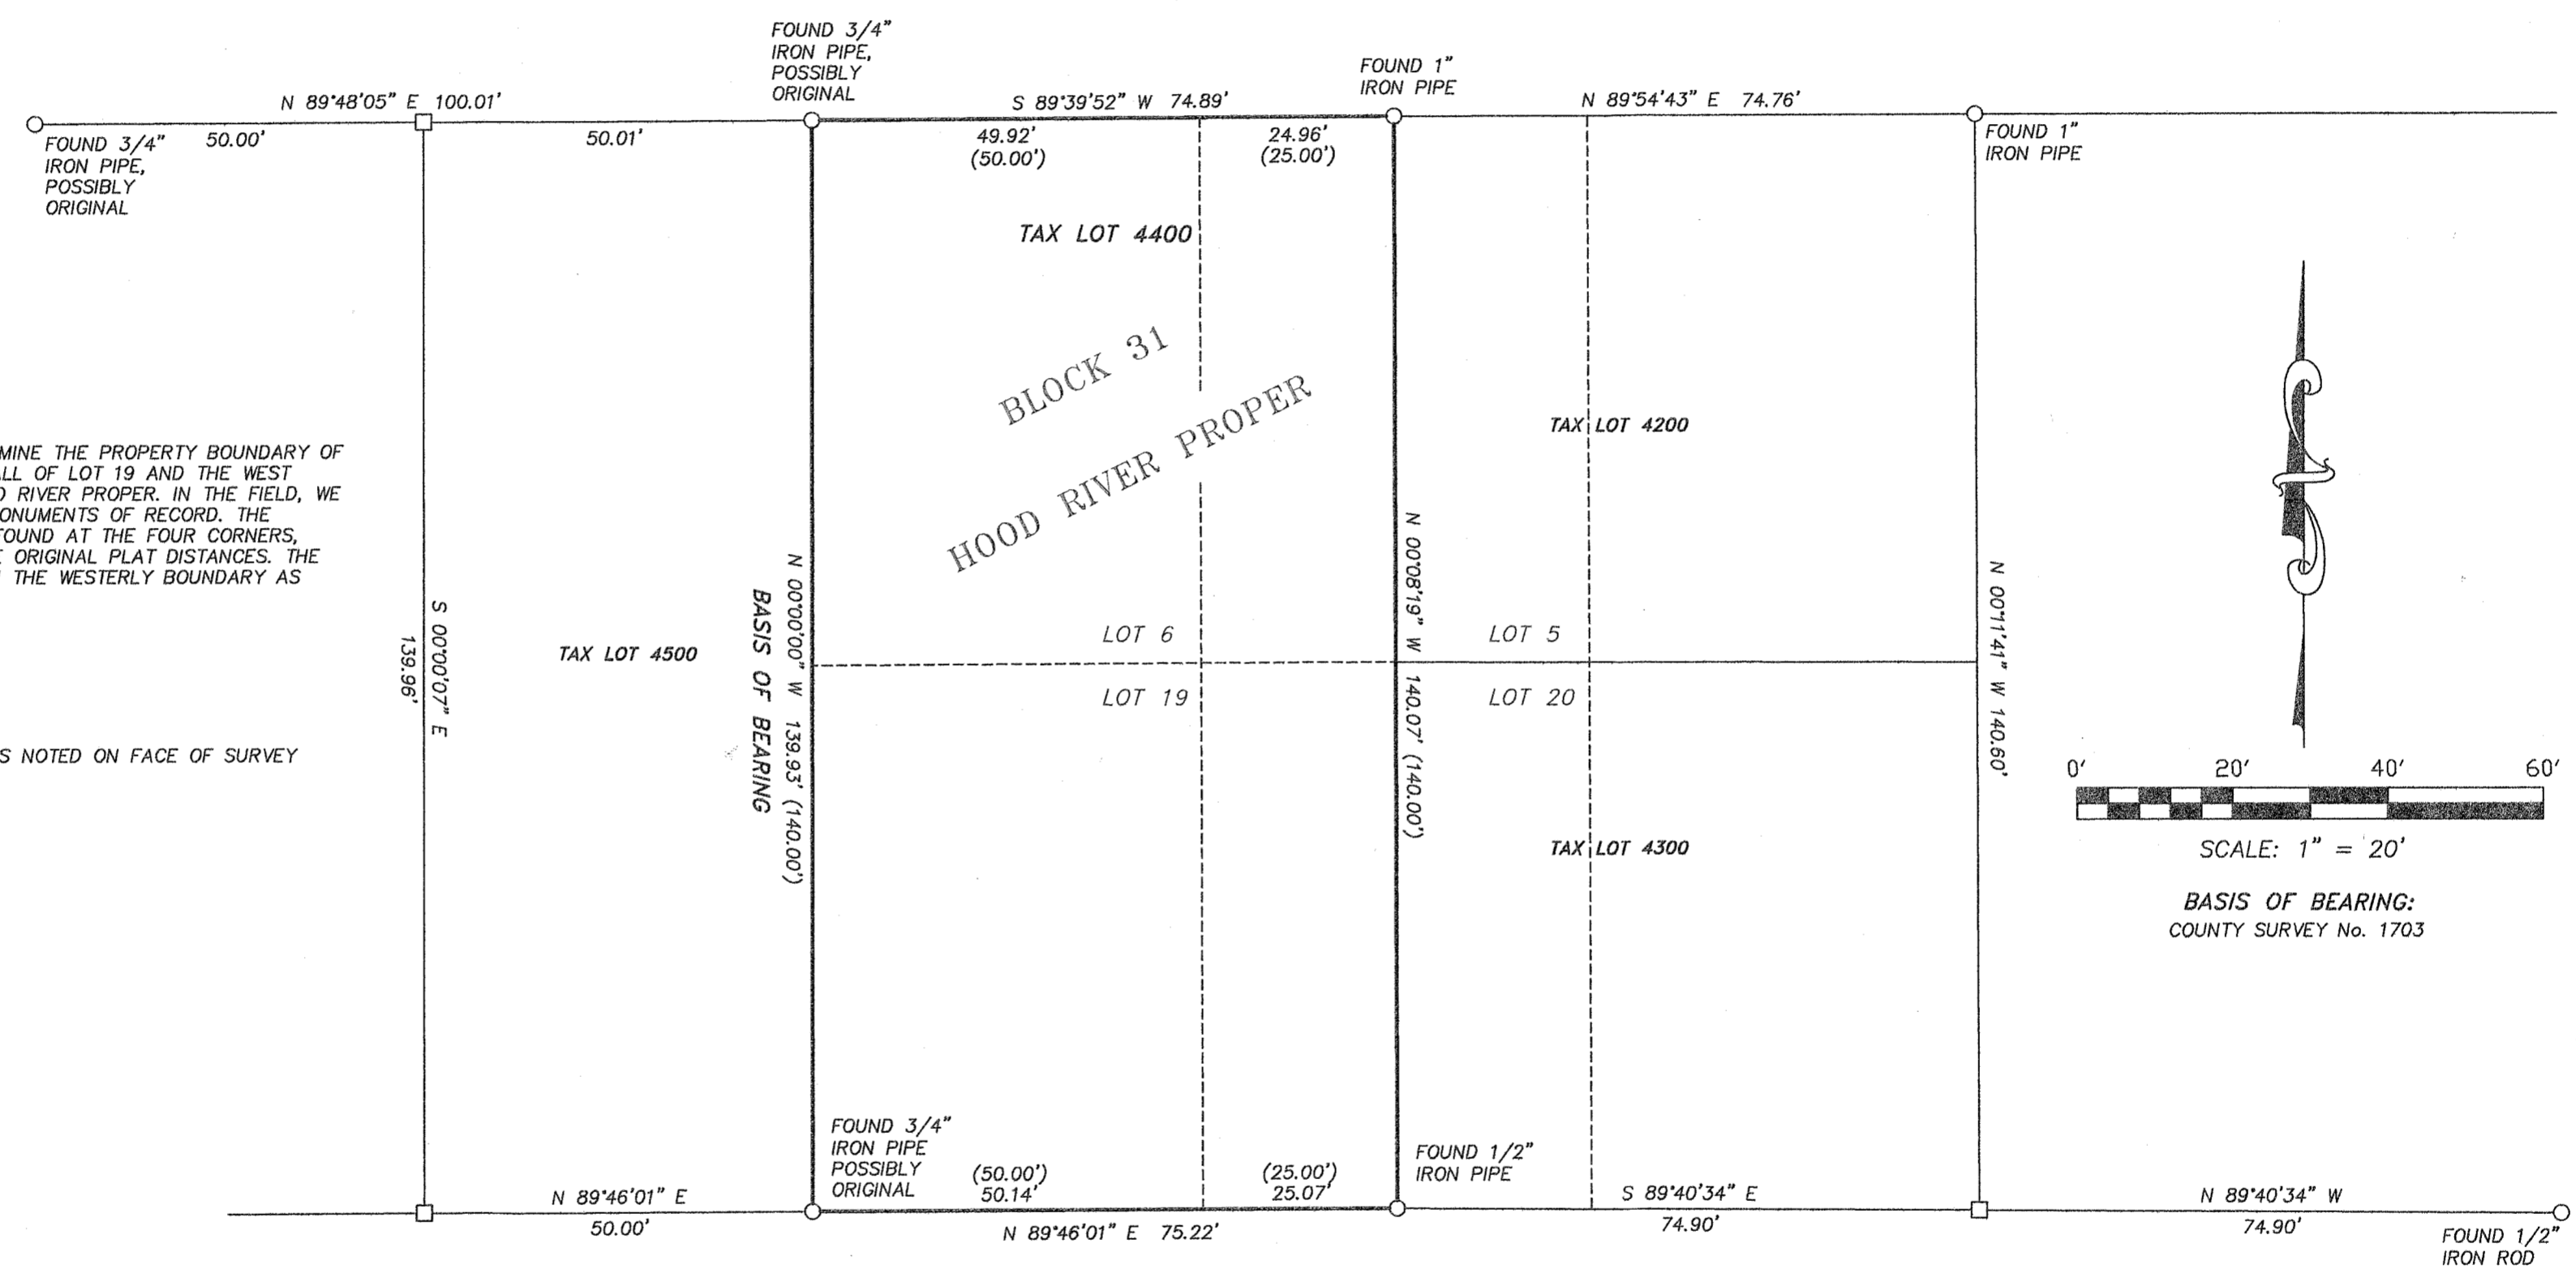 FOUND 3/4"
IRON PIPE,
POSSIBLY
ORIGINAL
FOUND 1"
IRON PIPE
N 89°48'05" E 100.01'
S 89°39'52" W 74.89'
N 89°54'43" E 74.76'
FOUND 3/4"
IRON PIPE,
POSSIBLY
ORIGINAL
50.00'
50.01'
49.92'
(50.00')
24.96'
(25.00')
FOUND 1"
IRON PIPE
TAX LOT 4400
BLOCK 31
HOOD RIVER PROPER
TAX LOT 4200
MINE THE PROPERTY BOUNDARY OF
ALL OF LOT 19 AND THE WEST
D RIVER PROPER. IN THE FIELD, WE
ONUMENTS OF RECORD. THE
FOUND AT THE FOUR CORNERS,
E ORIGINAL PLAT DISTANCES. THE
THE WESTERLY BOUNDARY AS
S 00°00'07" E
139.96'
TAX LOT 4500
N 00°00'00" W 139.93' (140.00')
BASIS OF BEARING
LOT 6
LOT 19
N 00°08'19" W 140.07' (140.00')
LOT 5
LOT 20
N 00°11'41" W 140.60'
S NOTED ON FACE OF SURVEY
TAX LOT 4300
0' 20' 40' 60'
SCALE: 1" = 20'
BASIS OF BEARING:
COUNTY SURVEY No. 1703
FOUND 3/4"
IRON PIPE
POSSIBLY
ORIGINAL
(50.00')
50.14'
(25.00')
25.07'
FOUND 1/2"
IRON PIPE
N 89°46'01" E
50.00'
N 89°46'01" E 75.22'
S 89°40'34" E
74.90'
N 89°40'34" W
74.90'
FOUND 1/2"
IRON ROD